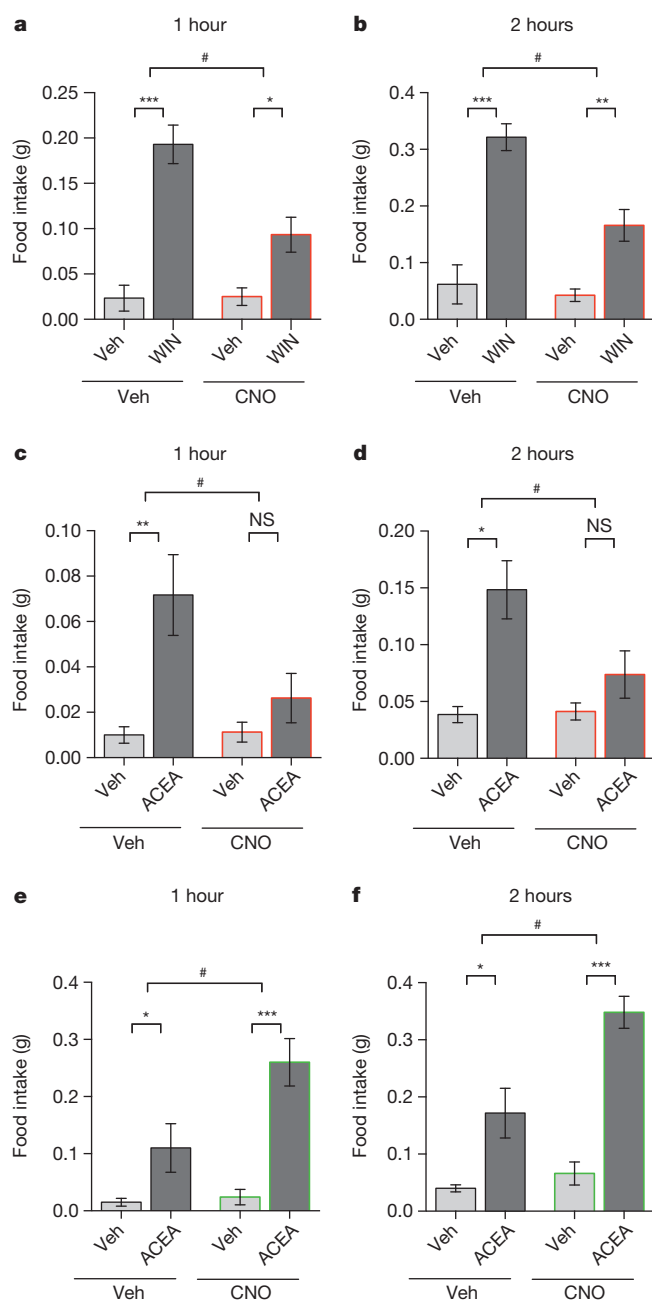 a 1 hour
#
*** *
Food intake (g)
0.25
0.20
0.15
0.10
0.05
0.00
Veh WIN Veh WIN
Veh CNO
b 2 hours
#
*** **
Food intake (g)
0.4
0.3
0.2
0.1
0.0
Veh WIN Veh WIN
Veh CNO
c 1 hour
#
** NS
Food intake (g)
0.10
0.08
0.06
0.04
0.02
0.00
Veh ACEA Veh ACEA
Veh CNO
d 2 hours
#
* NS
Food intake (g)
0.20
0.15
0.10
0.05
0.00
Veh ACEA Veh ACEA
Veh CNO
e 1 hour
#
* ***
Food intake (g)
0.4
0.3
0.2
0.1
0.0
Veh ACEA Veh ACEA
Veh CNO
f 2 hours
#
* ***
Food intake (g)
0.4
0.3
0.2
0.1
0.0
Veh ACEA Veh ACEA
Veh CNO